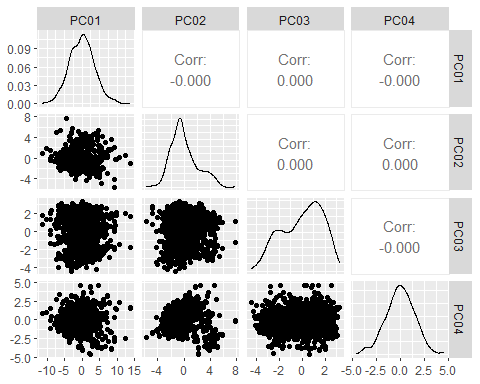 PC01 PC02 PC03 PC04
0.09
0.06
0.03
0.00
Corr:
-0.000
Corr:
0.000
Corr:
-0.000
PC01
8
4
0
-4
Corr:
0.000
Corr:
0.000
PC02
2
0
-2
-4
Corr:
-0.000
PC03
5.0
2.5
0.0
-2.5
-5.0
PC04
-10 -5 0 5 10 15 -4 0 4 8 -4 -2 0 2 -5.0 -2.5 0.0 2.5 5.0